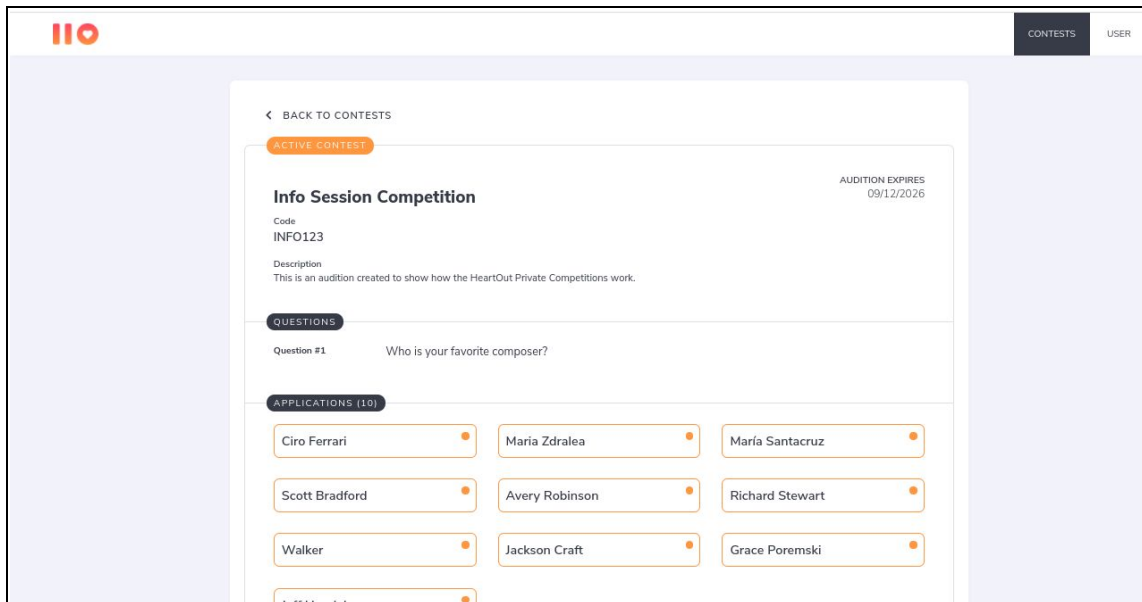 CONTESTS USER
BACK TO CONTESTS
ACTIVE CONTEST
AUDITION EXPIRES
Info Session Competition
09/12/2026
Code
INFO123
Description
This is an audition created to show how the HeartOut Private Competitions work.
QUESTIONS
Question #1 Who is your favorite composer?
APPLICATIONS (10)
Ciro Ferrari Maria Zdralea María Santacruz
Scott Bradford Avery Robinson Richard Stewart
Walker Jackson Craft Grace Poremski